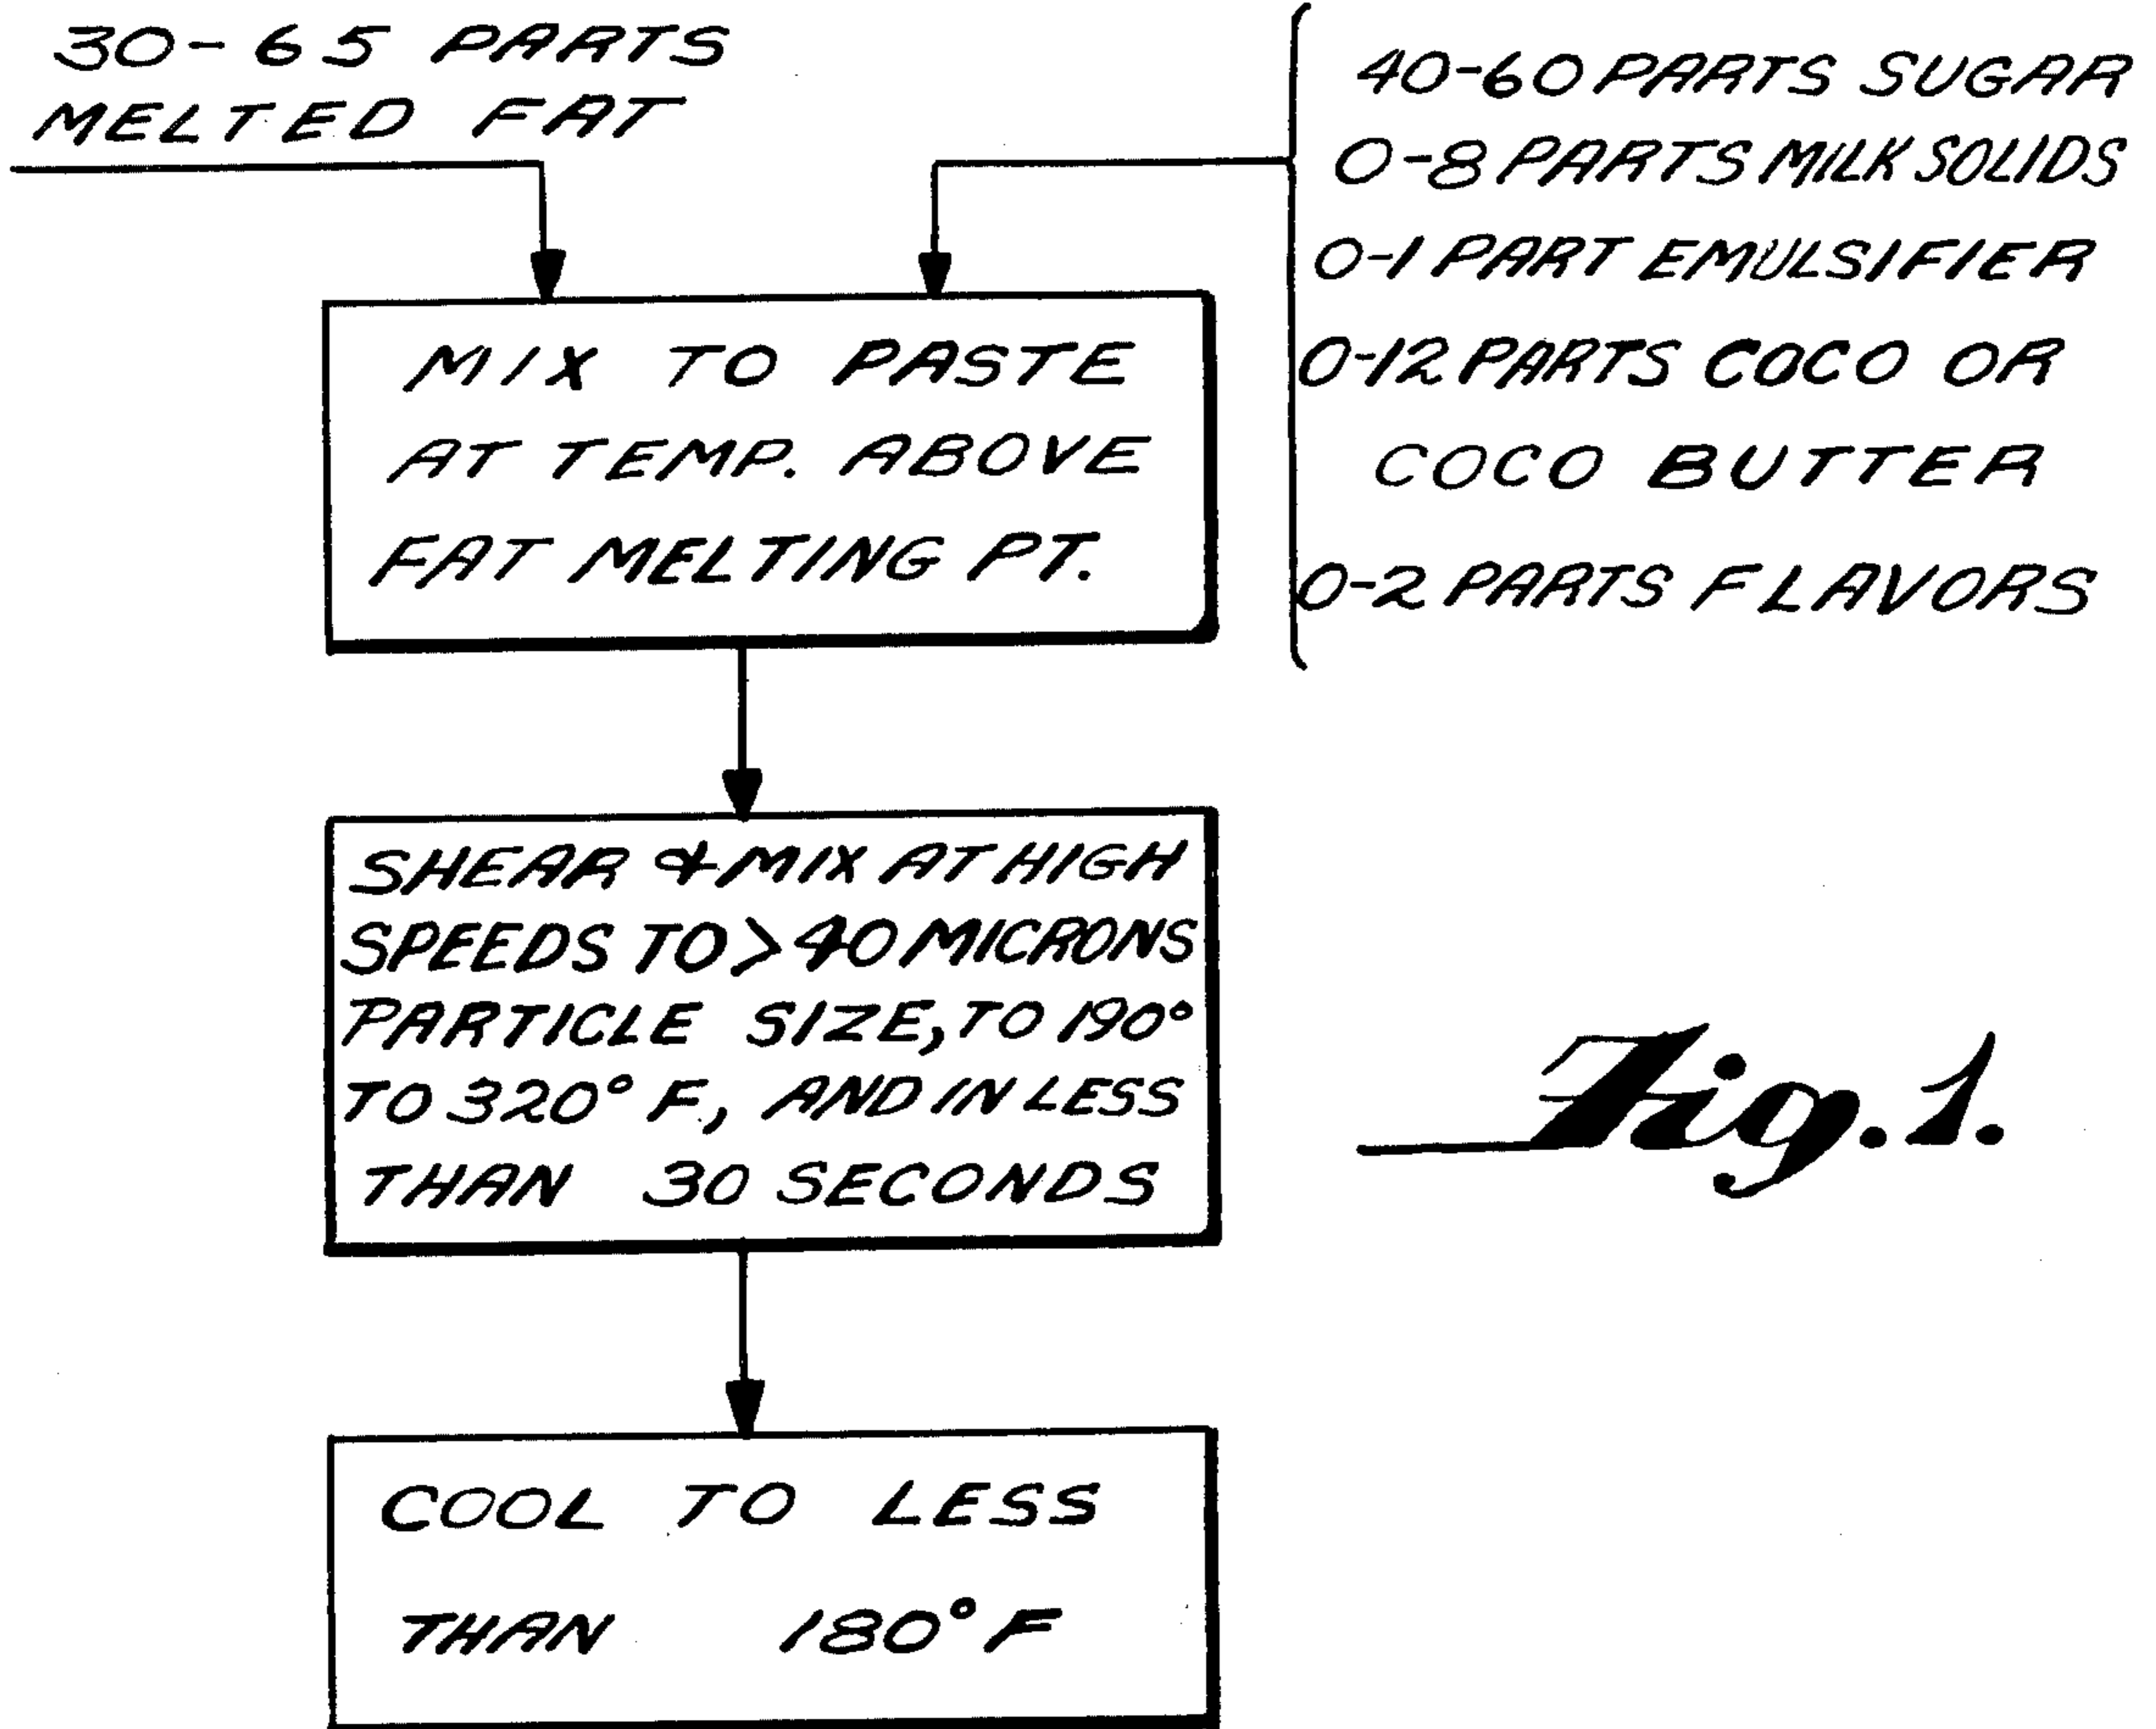 30-65 PARTS
MELTED FAT
40-60 PARTS SUGAR
0-8 PARTS MILK SOLIDS
0-1 PART EMULSIFIER
0-12 PARTS COCO OR
COCO BUTTER
0-2 PARTS FLAVORS
MIX TO PASTE
AT TEMP. ABOVE
FAT MELTING PT.
SHEAR & MIX AT HIGH
SPEEDS TO > 40 MICRONS
PARTICLE SIZE, TO 190°
TO 320° F., AND IN LESS
THAN 30 SECONDS
COOL TO LESS
THAN 180° F
Fig. 1.